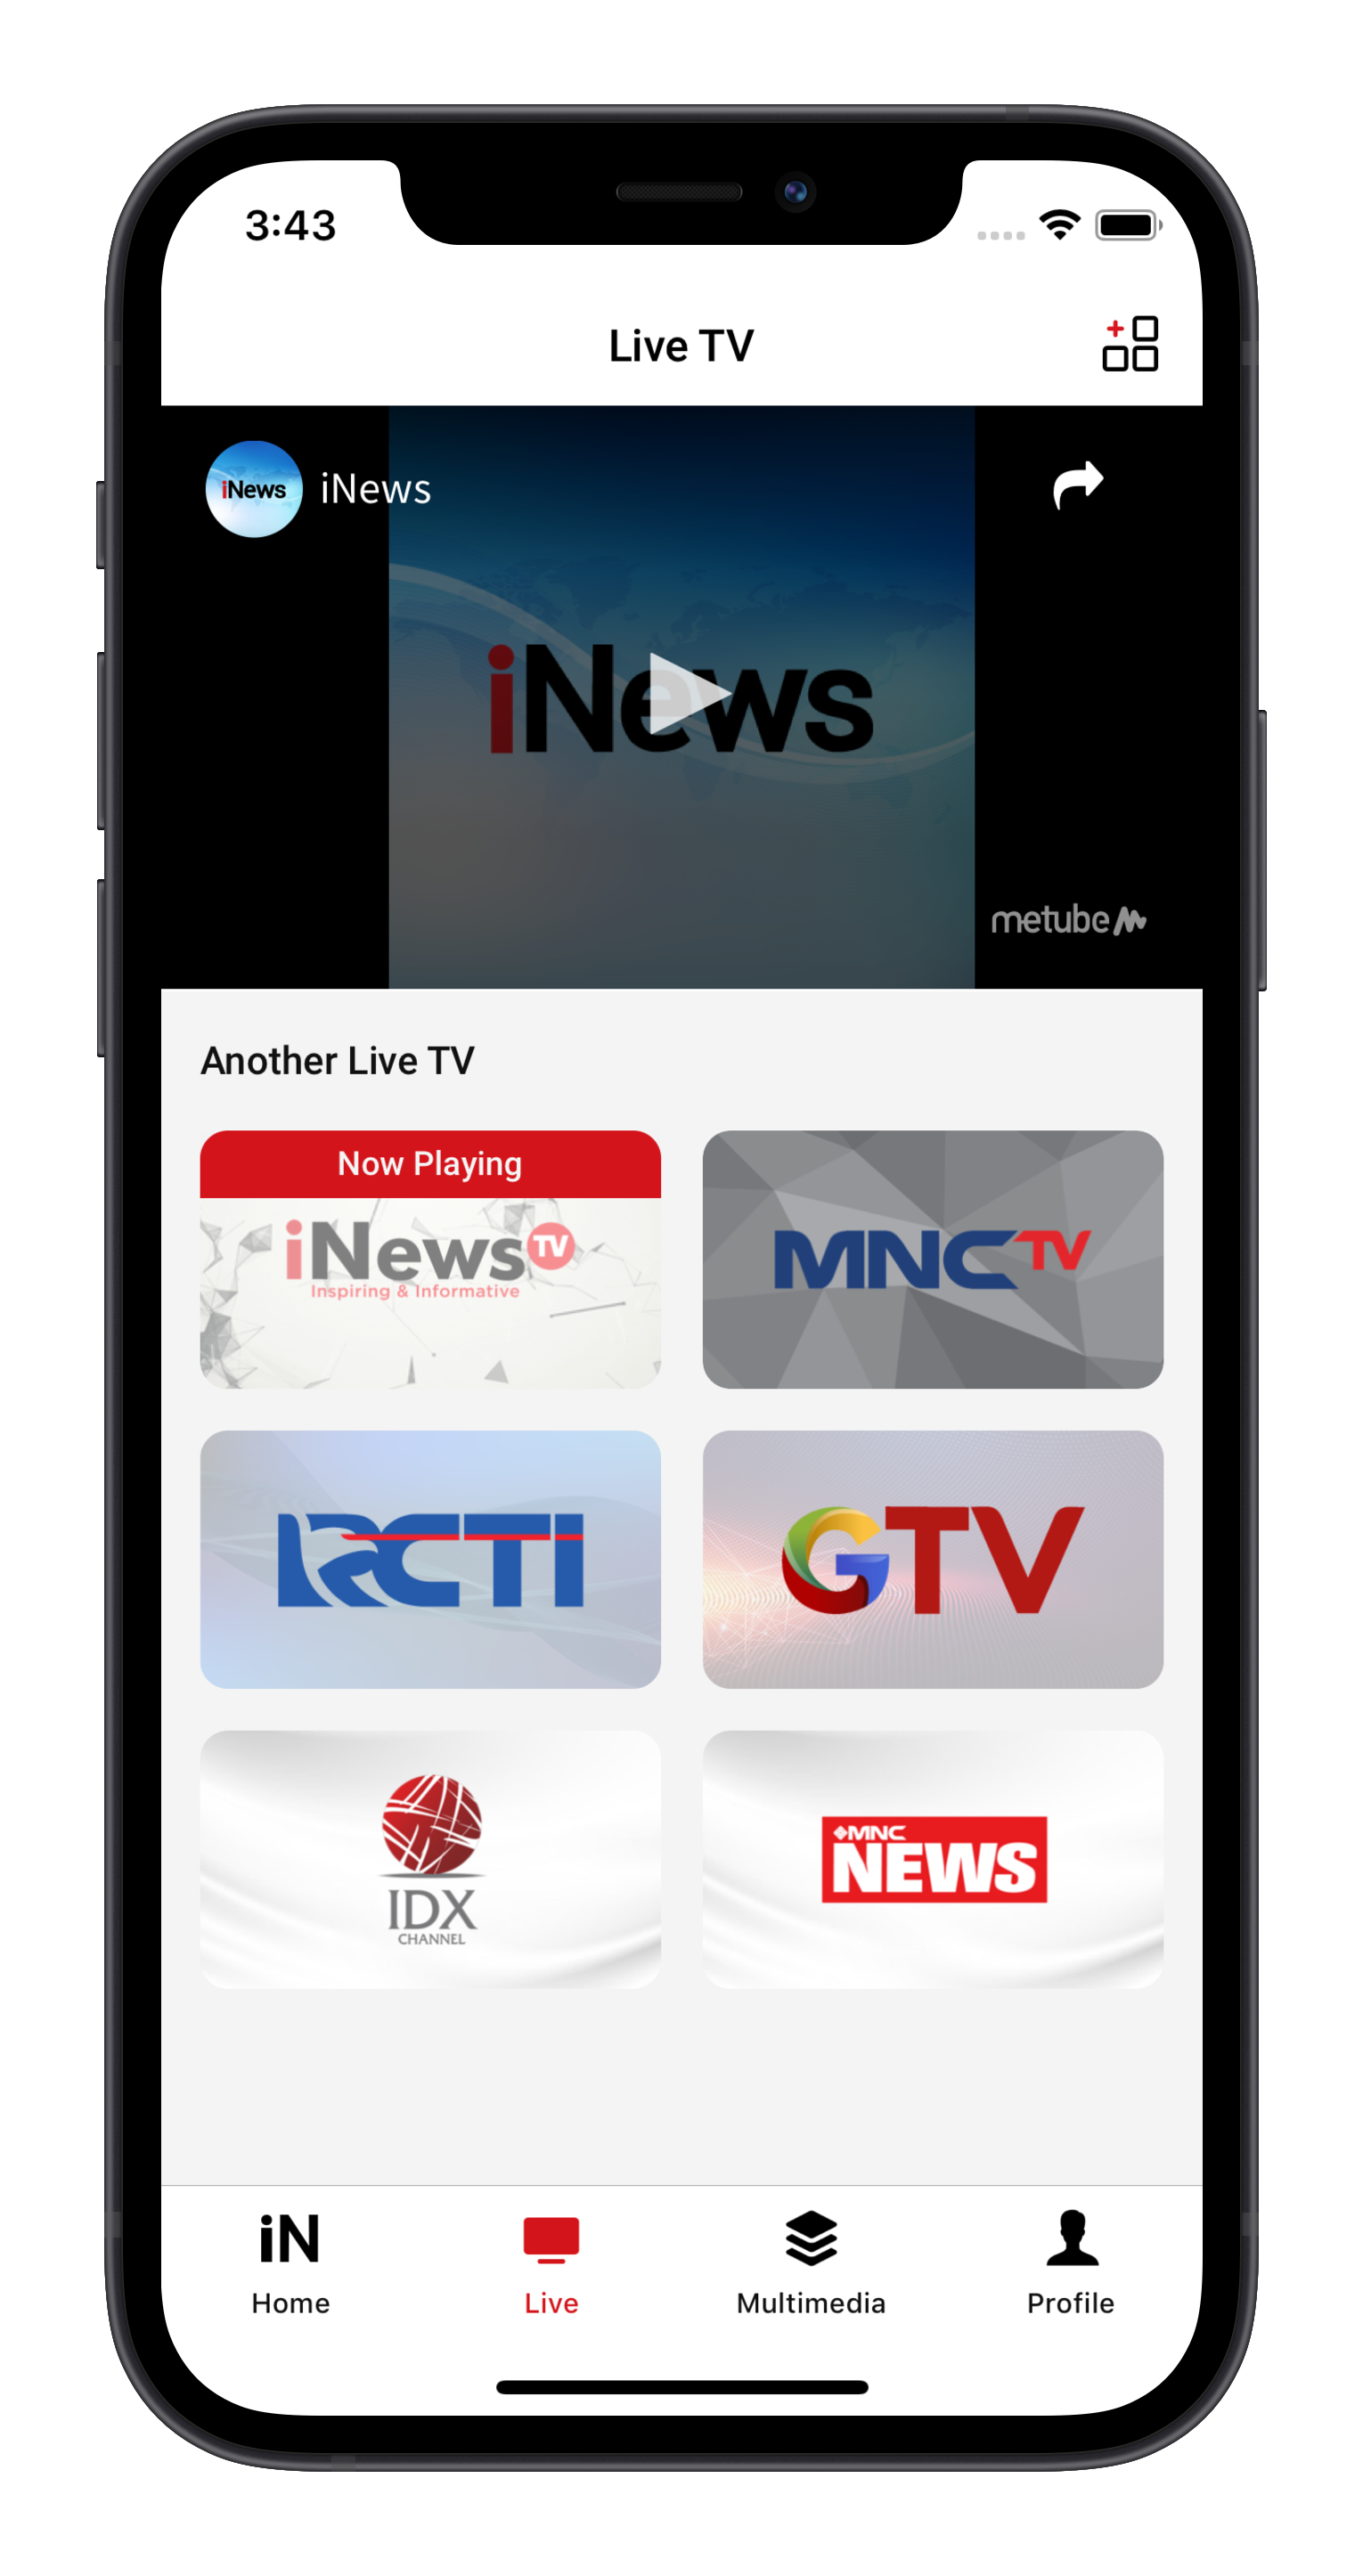 3:43
Live TV
iNews
iNews
iNews
metube
Another Live TV
Now Playing
iNews TV
Inspiring & Informative
MNCTV
RCTI
GTV
IDX
CHANNEL
MNC
NEWS
iN
Home
Live
Multimedia
Profile